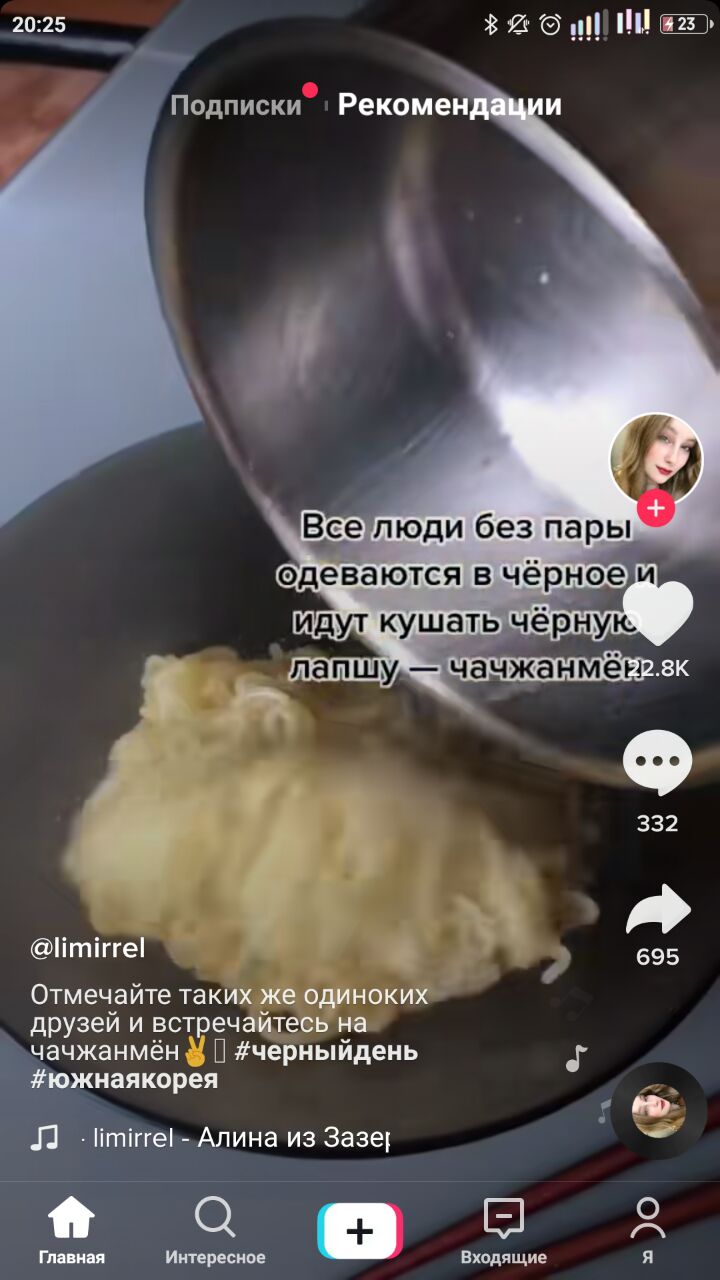 20:25
23
Подписки
Рекомендации
Все люди без пары
одеваются в чёрное и
идут кушать чёрную
лапшу — чачжанмён
22.8K
332
695
@limirrel
Отмечайте таких же одиноких
друзей и встречайтесь на
чачжанмён✌ #черныйдень
#южнаякорея
· limirrel - Алина из Зазер
Главная
Интересное
Входящие
Я